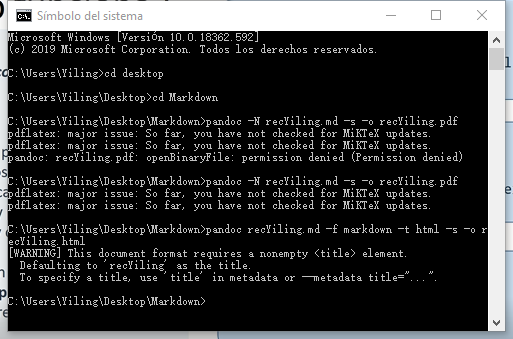 Símbolo del sistema
Microsoft Windows [Versión 10.0.18362.592]
(c) 2019 Microsoft Corporation. Todos los derechos reservados.
C:\Users\Yiling>cd desktop
C:\Users\Yiling\Desktop>cd Markdown
C:\Users\Yiling\Desktop\Markdown>pandoc -N recYiling.md -s -o recYiling.pdf
pdflatex: major issue: So far, you have not checked for MiKTeX updates.
pdflatex: major issue: So far, you have not checked for MiKTeX updates.
pandoc: recYiling.pdf: openBinaryFile: permission denied (Permission denied)
C:\Users\Yiling\Desktop\Markdown>pandoc -N recYiling.md -s -o recYiling.pdf
pdflatex: major issue: So far, you have not checked for MiKTeX updates.
pdflatex: major issue: So far, you have not checked for MiKTeX updates.
C:\Users\Yiling\Desktop\Markdown>pandoc recYiling.md -f markdown -t html -s -o r
ecYiling.html
[WARNING] This document format requires a nonempty <title> element.
Defaulting to 'recYiling' as the title.
To specify a title, use 'title' in metadata or --metadata title="...".
C:\Users\Yiling\Desktop\Markdown>